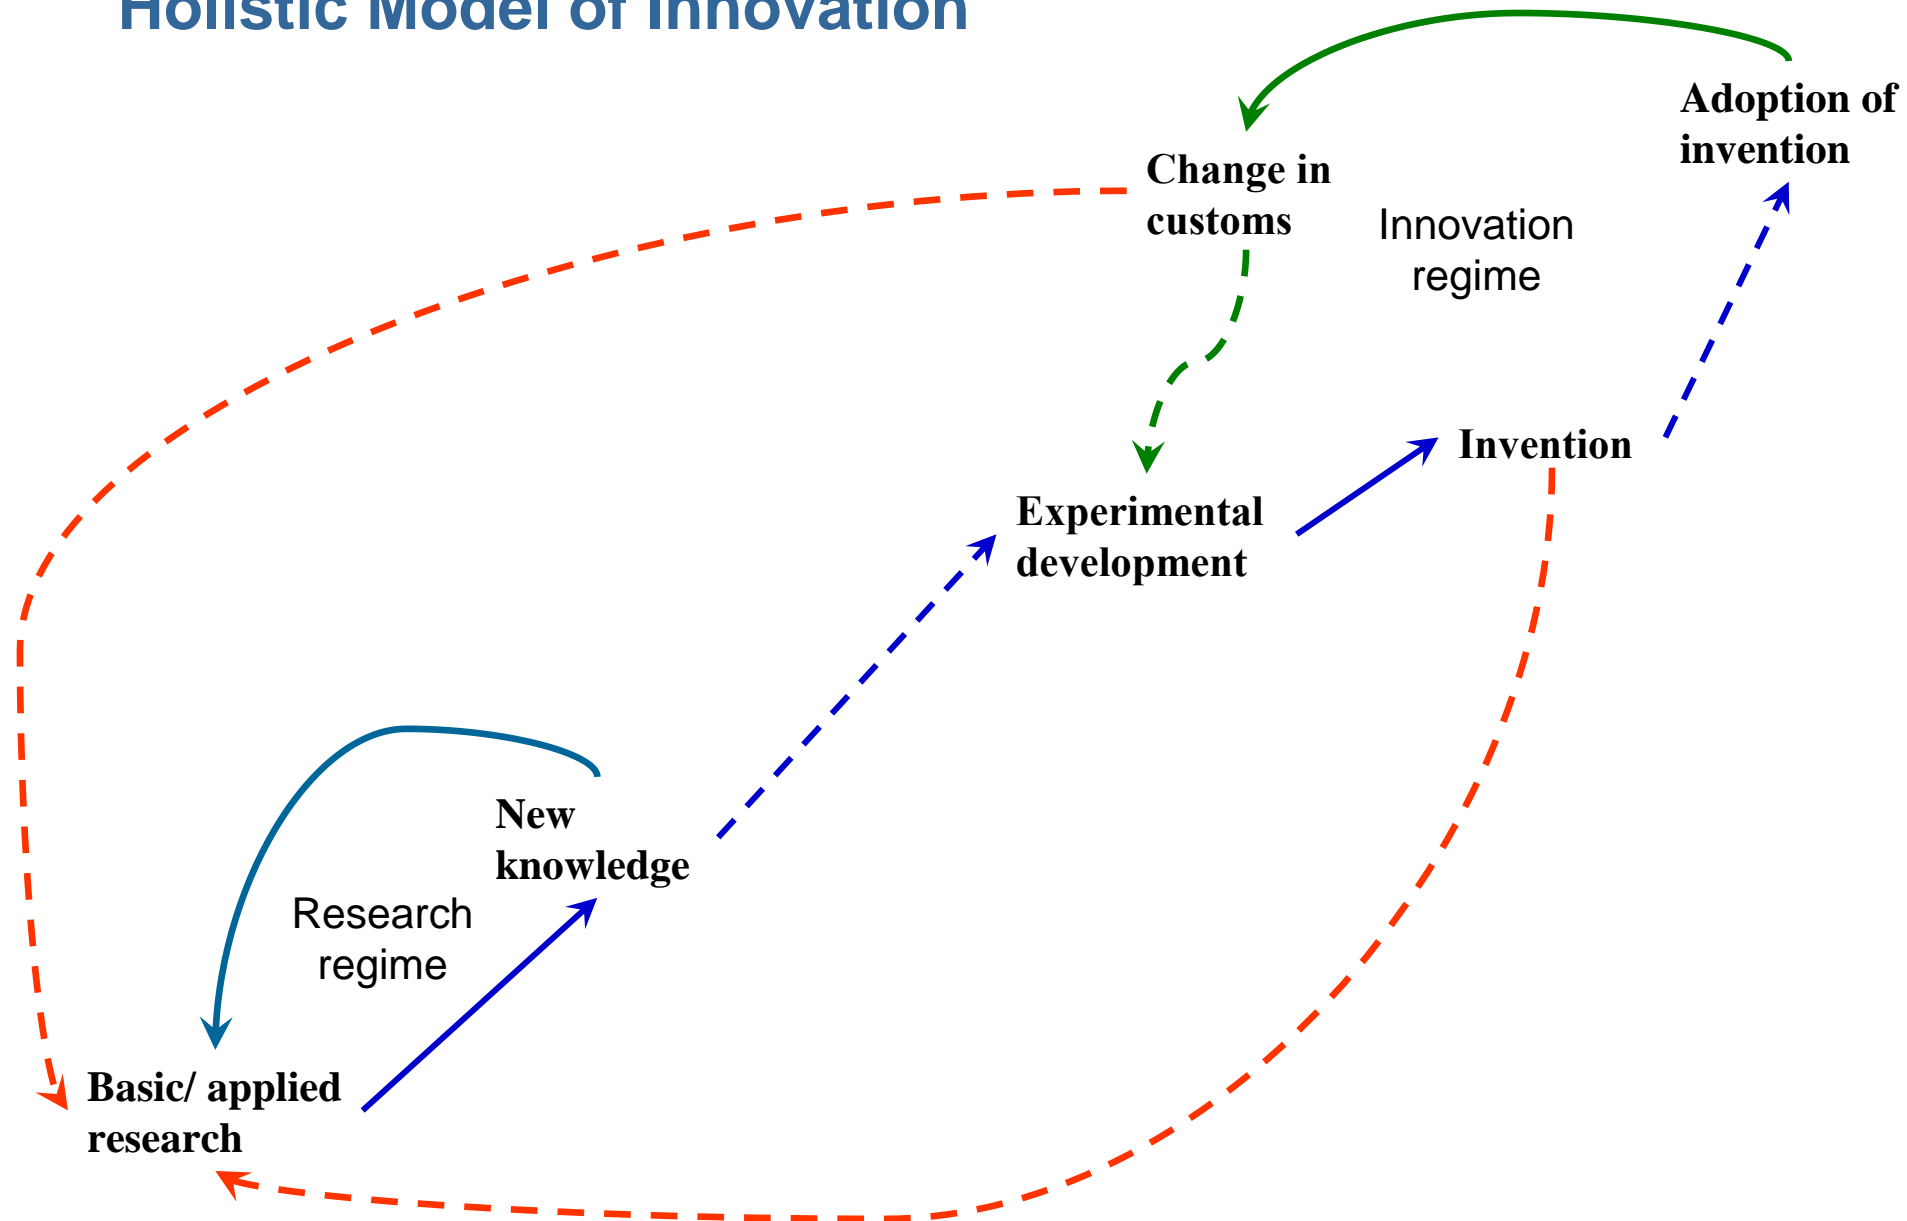 Holistic Model of Innovation
Adoption of
invention
Change in
customs
Innovation
regime
Invention
Experimental
development
New
knowledge
Research
regime
Basic/ applied
research